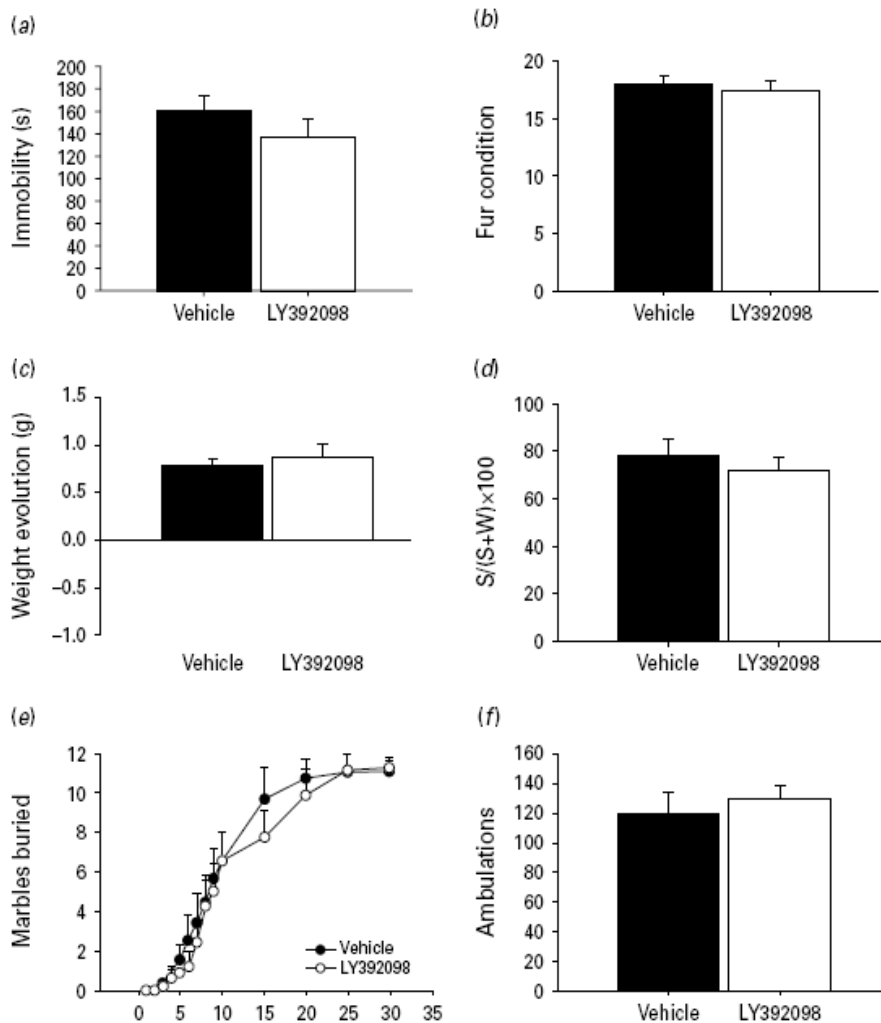 (a)
Immobility (s)
200
180
160
140
120
100
80
60
40
20
0
Vehicle LY392098
(b)
Fur condition
20
15
10
5
0
Vehicle LY392098
(c)
Weight evolution (g)
1.5
1.0
0.5
0.0
−0.5
−1.0
Vehicle LY392098
(d)
S/(S+W)×100
100
80
60
40
20
0
Vehicle LY392098
(e)
Marbles buried
12
10
8
6
4
2
0
Vehicle
LY392098
0 5 10 15 20 25 30 35
(f)
Ambulations
160
140
120
100
80
60
40
20
0
Vehicle LY392098